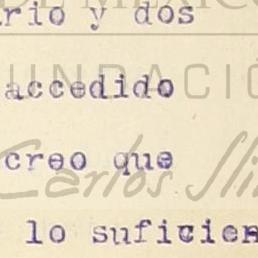 rio y dos
accedido
creo que
lo suficien